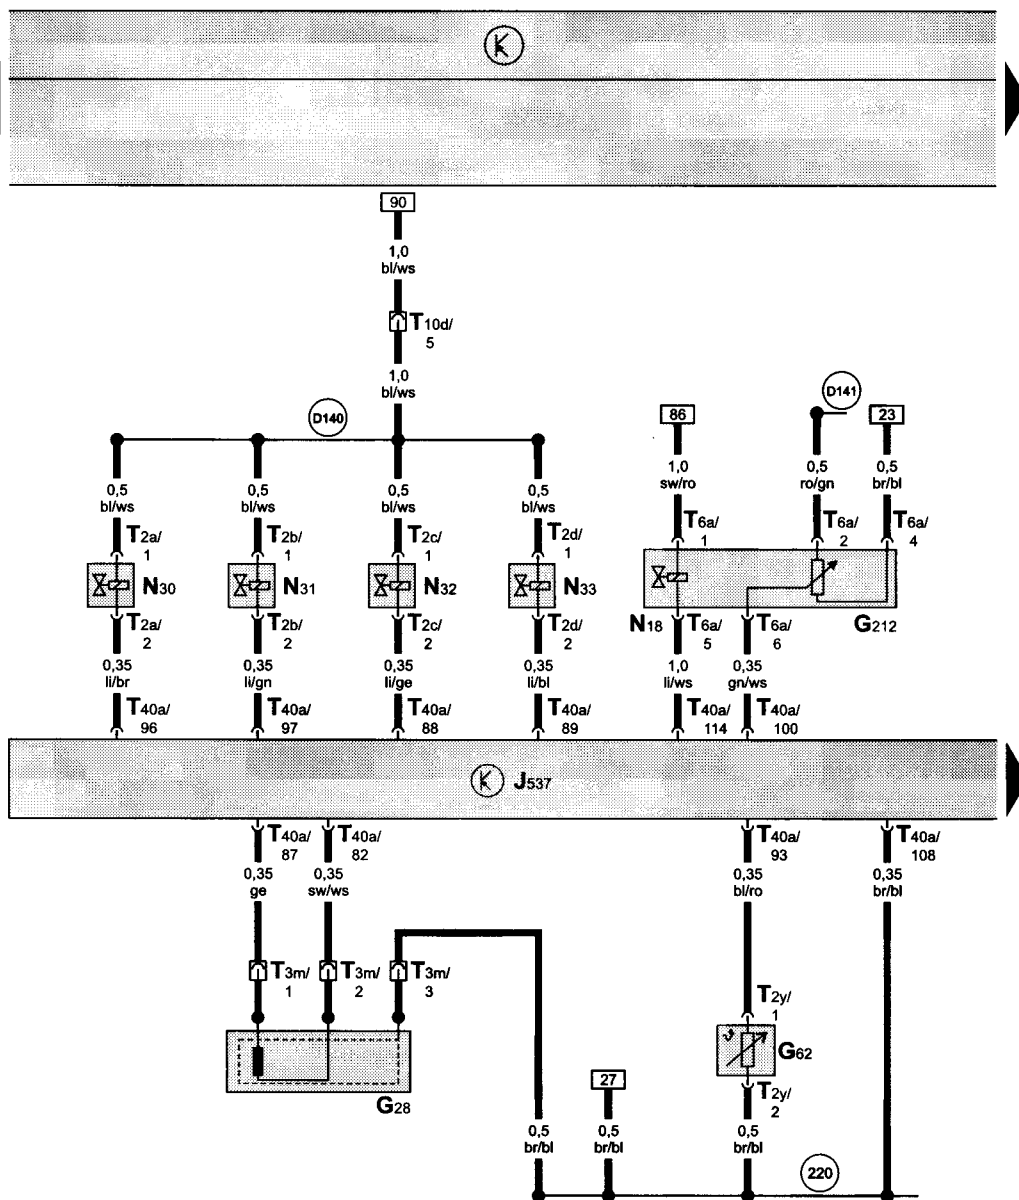 90
1,0
bl/ws
T10d/
5
1,0
bl/ws
D140
D141
86
23
0,5
bl/ws
0,5
bl/ws
0,5
bl/ws
0,5
bl/ws
1,0
sw/ro
0,5
ro/gn
0,5
br/bl
T2a/
1
T2b/
1
T2c/
1
T2d/
1
T6a/
1
T6a/
2
T6a/
4
N30
N31
N32
N33
T2a/
2
T2b/
2
T2c/
2
T2d/
2
N18
T6a/
5
T6a/
6
G212
0,35
li/br
0,35
li/gn
0,35
li/ge
0,35
li/bl
1,0
li/ws
0,35
gn/ws
T40a/
96
T40a/
97
T40a/
88
T40a/
89
T40a/
114
T40a/
100
J537
T40a/
87
T40a/
82
T40a/
93
T40a/
108
0,35
ge
0,35
sw/ws
0,35
bl/ro
0,35
br/bl
T3m/
1
T3m/
2
T3m/
3
T2y/
1
G62
G28
27
T2y/
2
0,5
br/bl
0,5
br/bl
0,5
br/bl
220